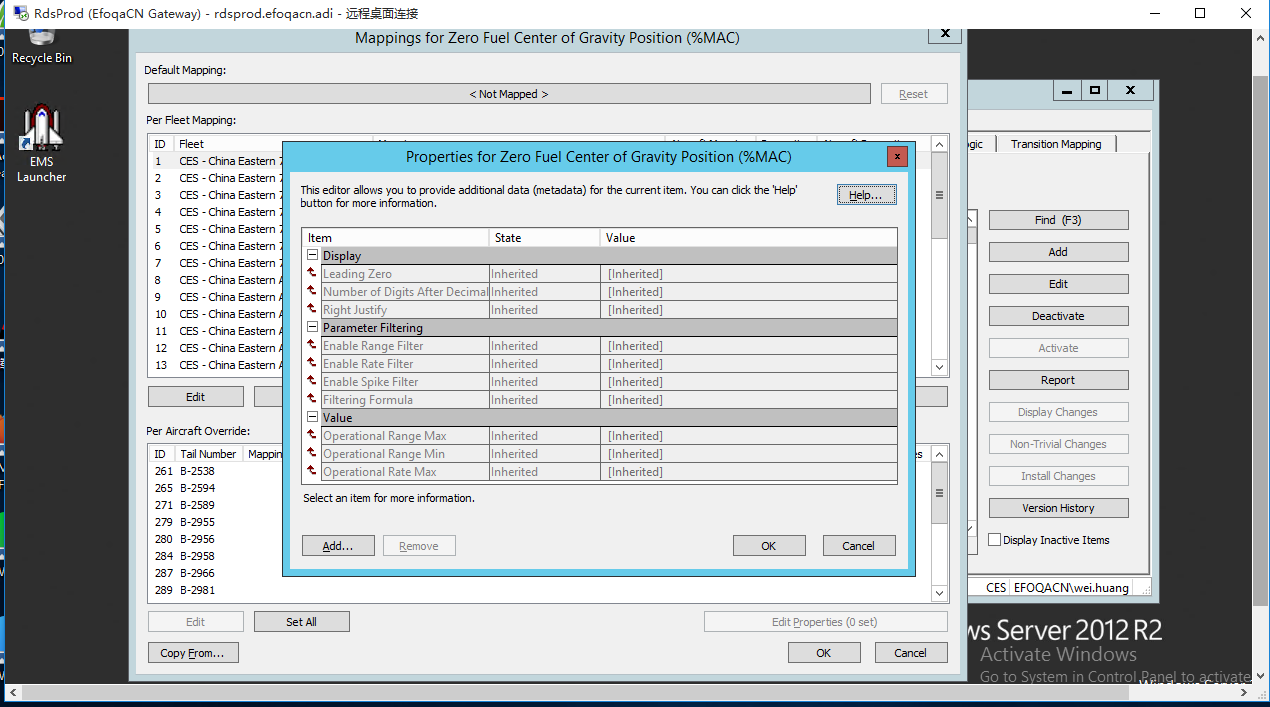 RdsProd (EfoqaCN Gateway) - rdsprod.efoqacn.adi - 远程桌面连接
Recycle Bin
EMS
Launcher
Mappings for Zero Fuel Center of Gravity Position (%MAC)
Default Mapping:
< Not Mapped >
Reset
Per Fleet Mapping:
ID Fleet
1 CES - China Eastern 7
2 CES - China Eastern
3 CES - China Eastern
4 CES - China Eastern
5 CES - China Eastern
6 CES - China Eastern
7 CES - China Eastern
8 CES - China Eastern A
9 CES - China Eastern A
10 CES - China Eastern A
11 CES - China Eastern A
12 CES - China Eastern A
13 CES - China Eastern A
Edit
Per Aircraft Override:
ID Tail Number Mappin
261 B-2538
265 B-2594
271 B-2589
279 B-2955
280 B-2956
284 B-2958
287 B-2966
289 B-2981
Edit
Set All
Edit Properties (0 set)
Copy From...
OK
Cancel
Properties for Zero Fuel Center of Gravity Position (%MAC)
This editor allows you to provide additional data (metadata) for the current item. You can click the 'Help'
button for more information.
Help...
Item State Value
Display
Leading Zero Inherited [Inherited]
Number of Digits After Decimal Inherited [Inherited]
Right Justify Inherited [Inherited]
Parameter Filtering
Enable Range Filter Inherited [Inherited]
Enable Rate Filter Inherited [Inherited]
Enable Spike Filter Inherited [Inherited]
Filtering Formula Inherited [Inherited]
Value
Operational Range Max Inherited [Inherited]
Operational Range Min Inherited [Inherited]
Operational Rate Max Inherited [Inherited]
Select an item for more information.
Add...
Remove
OK
Cancel
gic
Transition Mapping
Find (F3)
Add
Edit
Deactivate
Activate
Report
Display Changes
Non-Trivial Changes
Install Changes
Version History
Display Inactive Items
CES EFOQACN\wei.huang
ws Server 2012 R2
Activate Windows
Go to System in Control Panel to activate